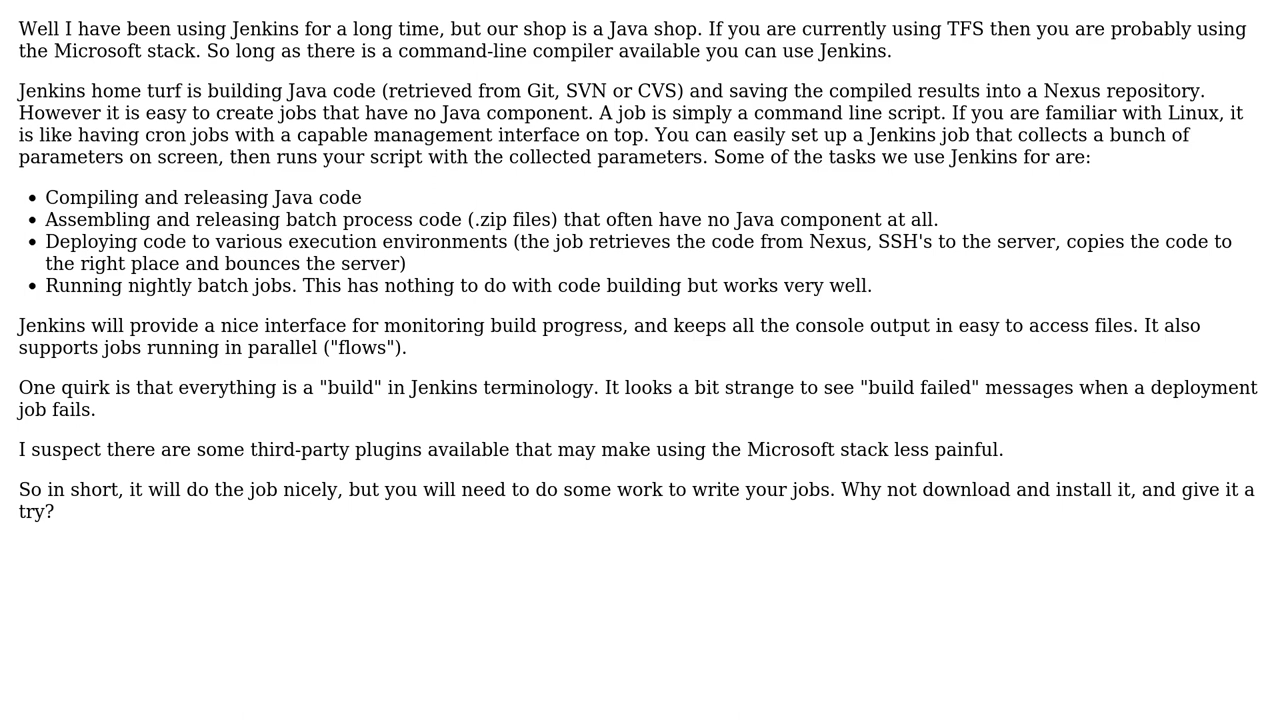 Well I have been using Jenkins for a long time, but our shop is a Java shop. If you are currently using TFS then you are probably using
the Microsoft stack. So long as there is a command-line compiler available you can use Jenkins.
Jenkins home turf is building Java code (retrieved from Git, SVN or CVS) and saving the compiled results into a Nexus repository.
However it is easy to create jobs that have no Java component. A job is simply a command line script. If you are familiar with Linux, it
is like having cron jobs with a capable management interface on top. You can easily set up a Jenkins job that collects a bunch of
parameters on screen, then runs your script with the collected parameters. Some of the tasks we use Jenkins for are:
• Compiling and releasing Java code
• Assembling and releasing batch process code (.zip files) that often have no Java component at all.
• Deploying code to various execution environments (the job retrieves the code from Nexus, SSH's to the server, copies the code to
the right place and bounces the server)
• Running nightly batch jobs. This has nothing to do with code building but works very well.
Jenkins will provide a nice interface for monitoring build progress, and keeps all the console output in easy to access files. It also
supports jobs running in parallel ("flows").
One quirk is that everything is a "build" in Jenkins terminology. It looks a bit strange to see "build failed" messages when a deployment
job fails.
I suspect there are some third-party plugins available that may make using the Microsoft stack less painful.
So in short, it will do the job nicely, but you will need to do some work to write your jobs. Why not download and install it, and give it a
try?